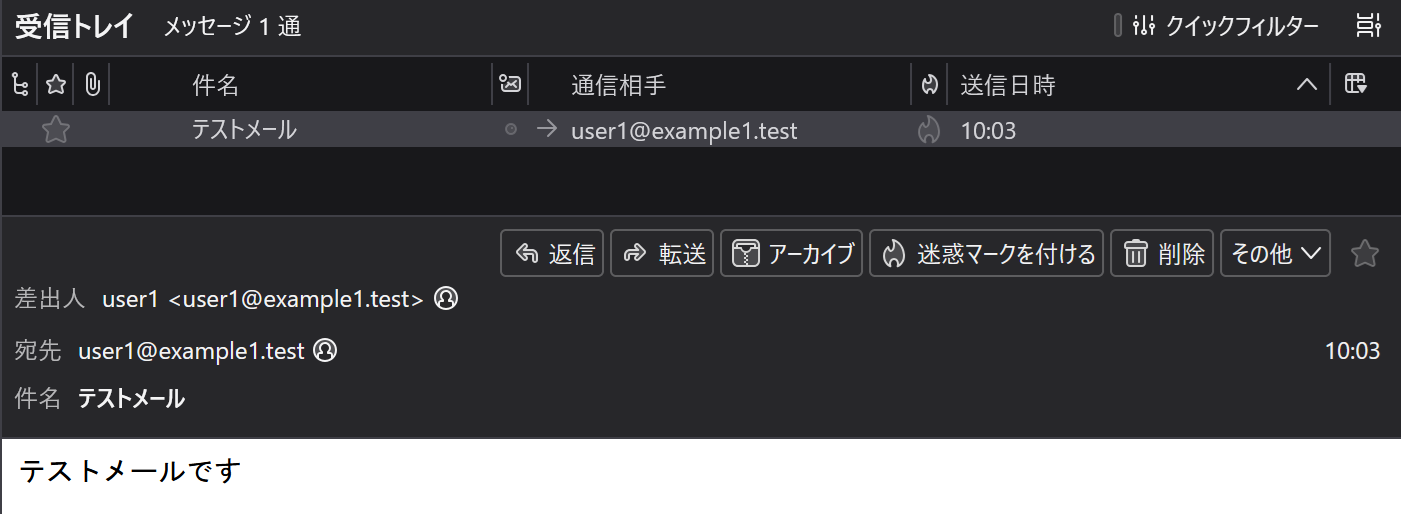 受信トレイ メッセージ 1 通 クイックフィルター
件名 通信相手 送信日時
テストメール user1@example1.test 10:03
返信 転送 アーカイブ 迷惑マークを付ける 削除 その他
差出人 user1 <user1@example1.test>
宛先 user1@example1.test 10:03
件名 テストメール
テストメールです